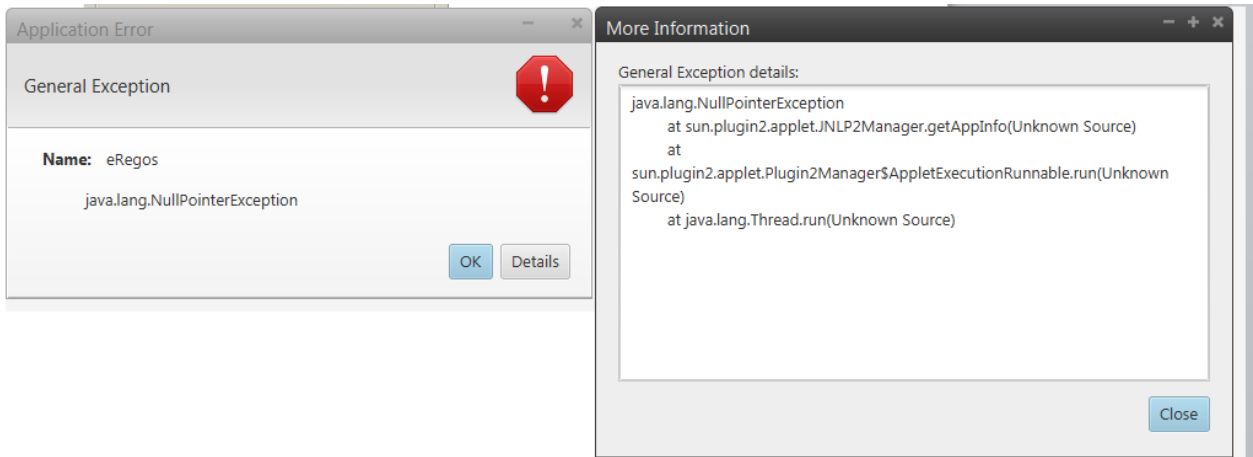 Application Error
General Exception
Name: eRegos
java.lang.NullPointerException
OK Details
More Information
General Exception details:
java.lang.NullPointerException
at sun.plugin2.applet.JNLP2Manager.getAppInfo(Unknown Source)
at
sun.plugin2.applet.Plugin2Manager$AppletExecutionRunnable.run(Unknown
Source)
at java.lang.Thread.run(Unknown Source)
Close